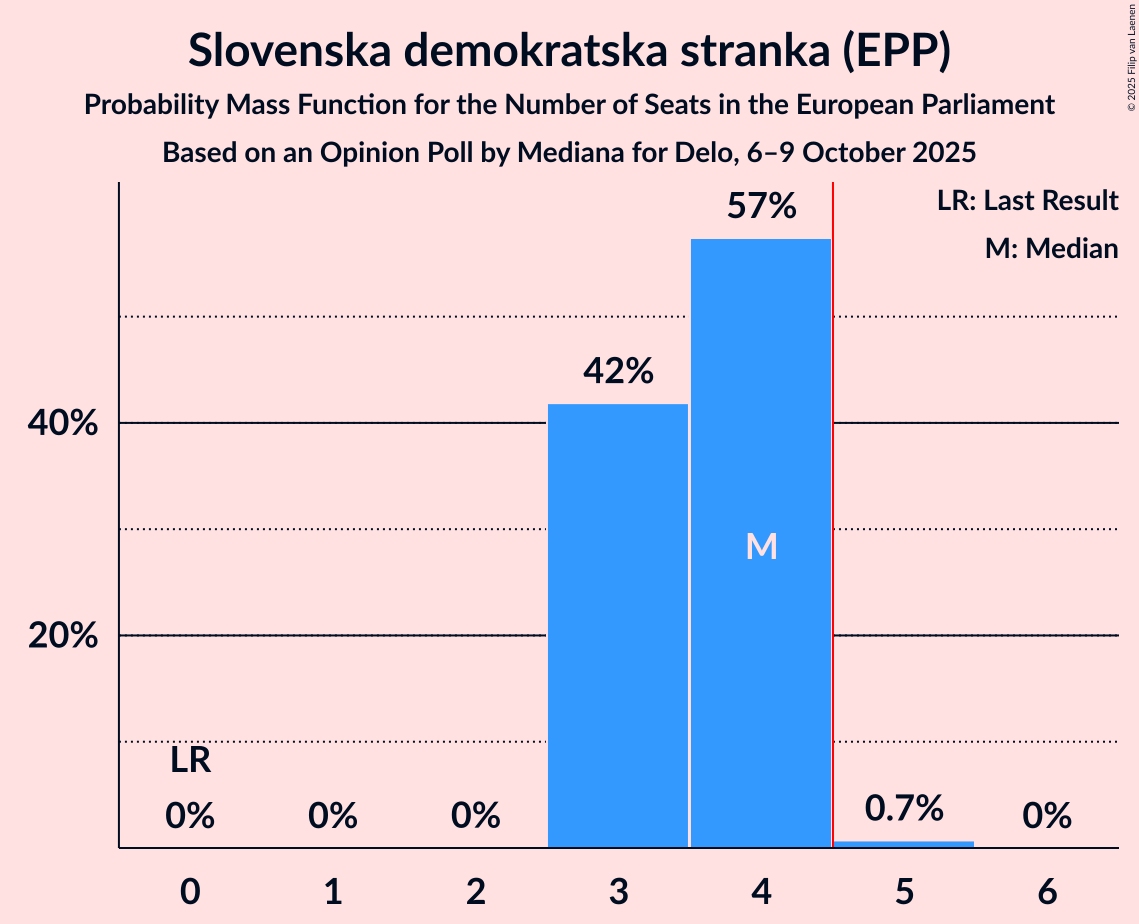 Slovenska demokratska stranka (EPP)
Probability Mass Function for the Number of Seats in the European Parliament
Based on an Opinion Poll by Mediana for Delo, 6–9 October 2025
© 2025 Filip van Laenen
LR: Last Result
M: Median
57%
42%
40%
M
20%
LR
0%
0%
0%
0.7%
0%
0
1
2
3
4
5
6